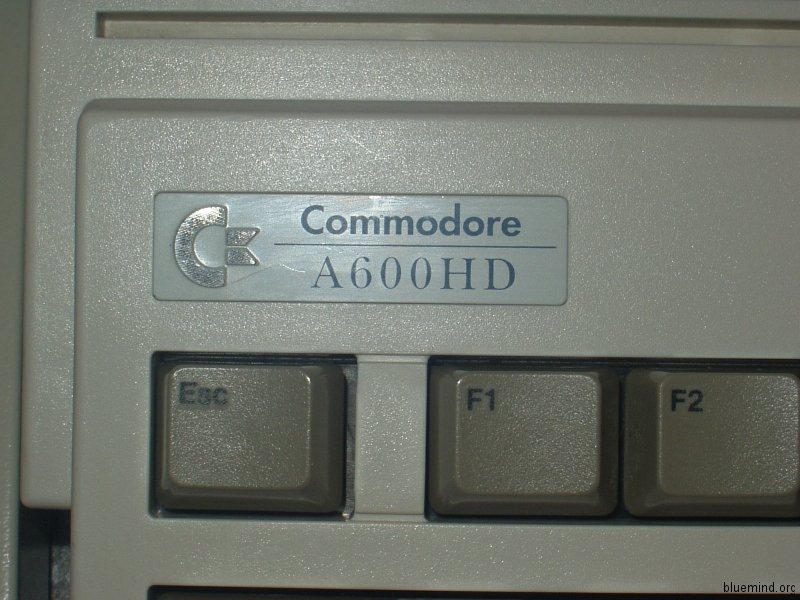 Commodore
A600HD
Esc F1 F2
bluemind.org